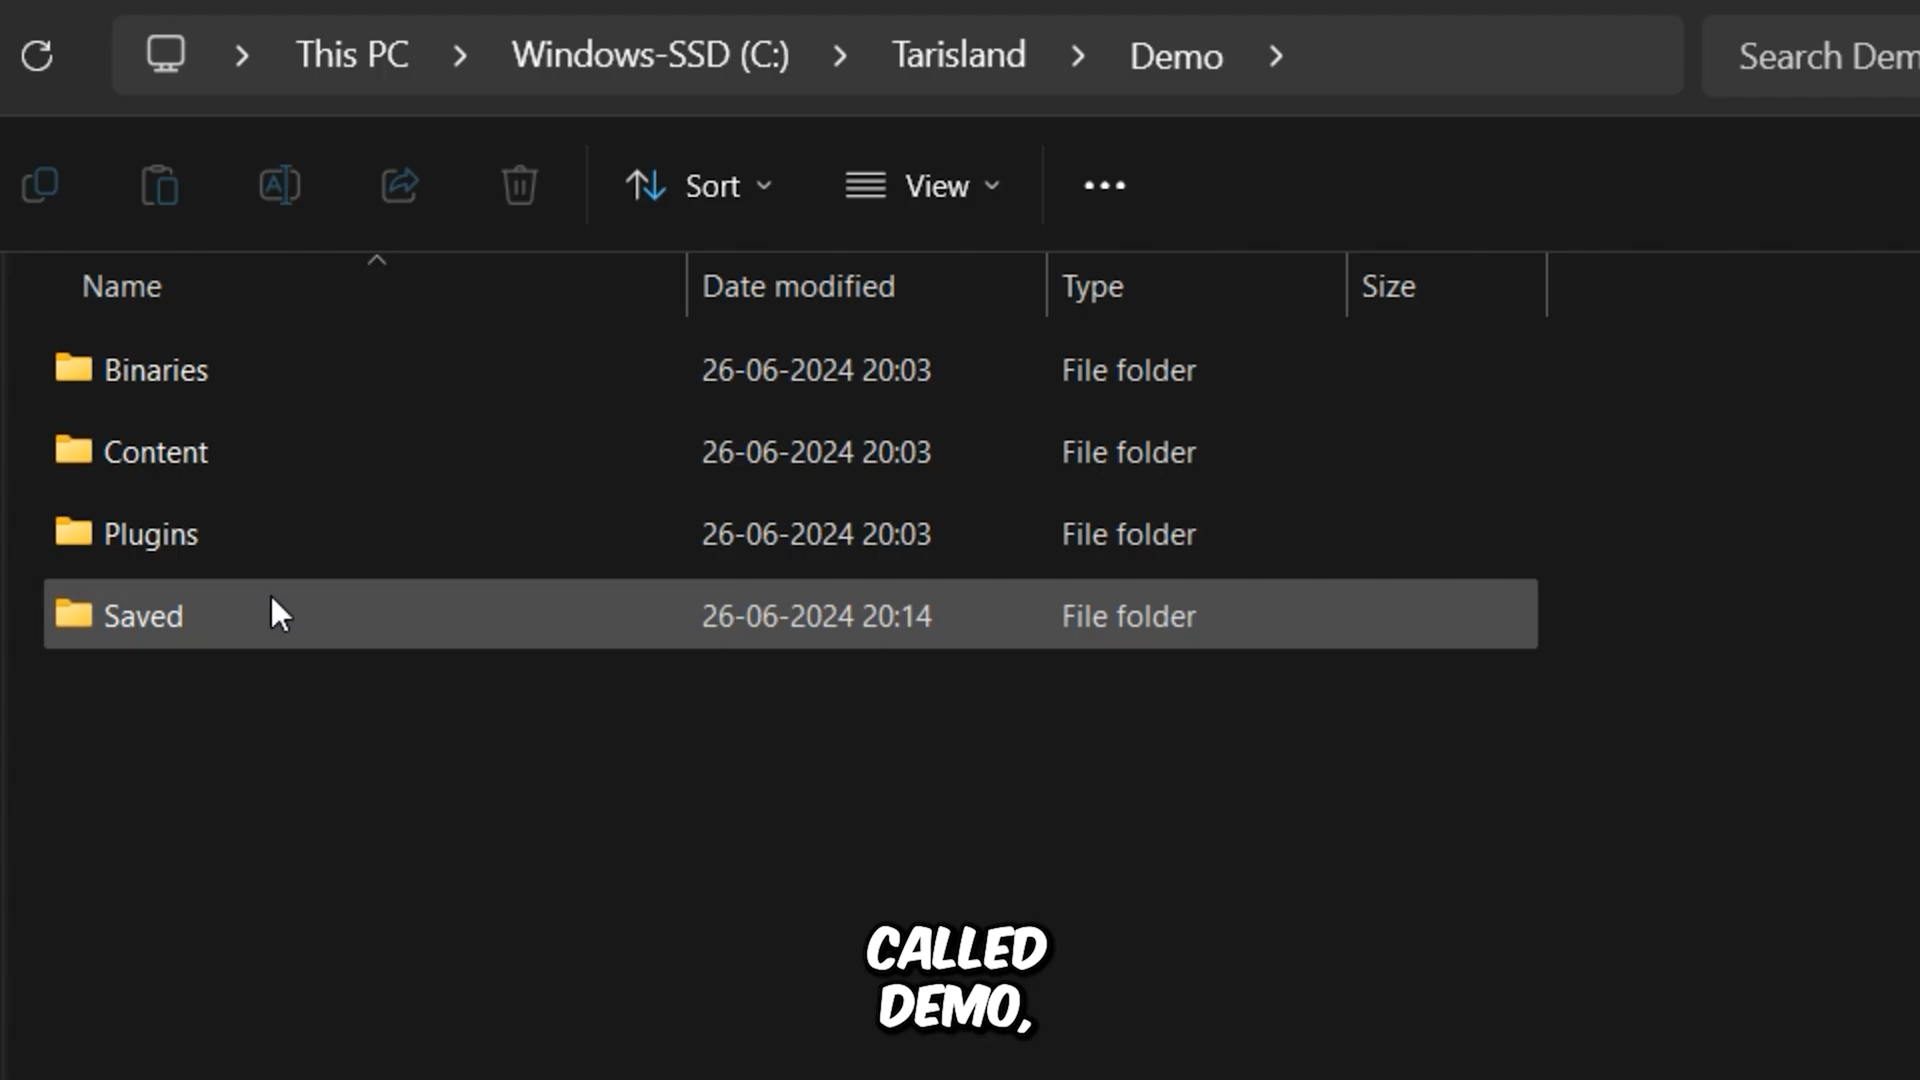 This PC > Windows-SSD (C:) > Tarisland > Demo >
Search Dem
Sort
View
Name
Date modified
Type
Size
Binaries 26-06-2024 20:03 File folder
Content 26-06-2024 20:03 File folder
Plugins 26-06-2024 20:03 File folder
Saved 26-06-2024 20:14 File folder
CALLED
DEMO,